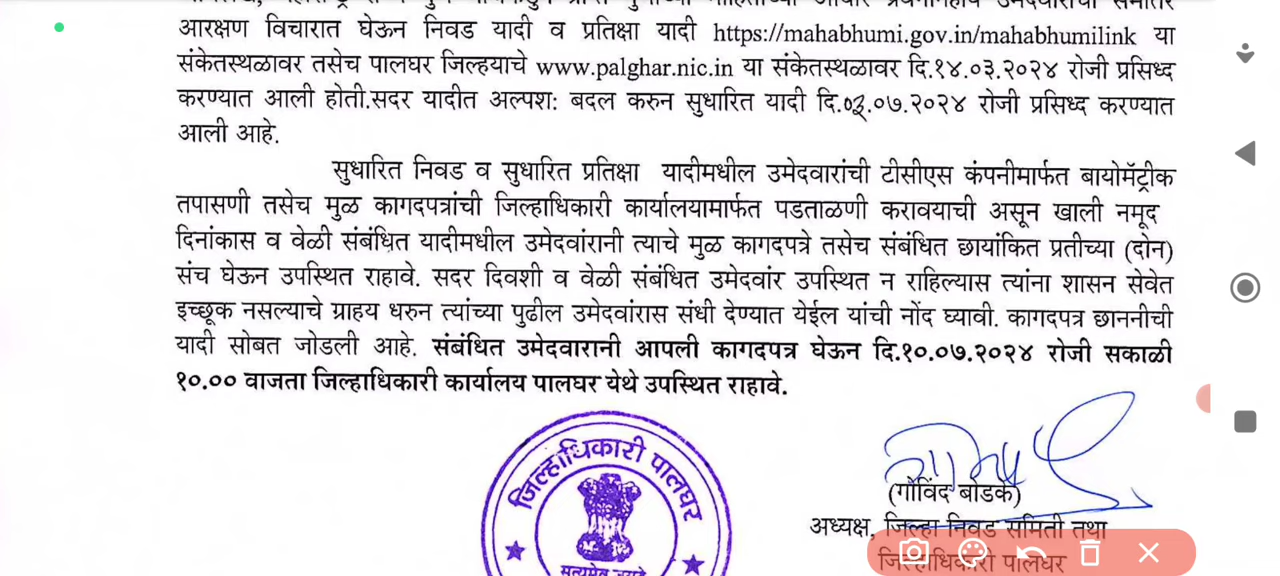 आरक्षण विचारात घेऊन निवड यादी व प्रतिक्षा यादी https://mahabhumi.gov.in/mahabhumilink या
संकेतस्थळावर तसेच पालघर जिल्हयाचे www.palghar.nic.in या संकेतस्थळावर दि.१४.०३.२०२४ रोजी प्रसिध्द
करण्यात आली होती.सदर यादीत अल्पश: बदल करुन सुधारित यादी दि.०३.०७.२०२४ रोजी प्रसिध्द करण्यात
आली आहे.
सुधारित निवड व सुधारित प्रतिक्षा यादीमधील उमेदवारांची टीसीएस कंपनीमार्फत बायोमॅट्रीक
तपासणी तसेच मुळ कागदपत्रांची जिल्हाधिकारी कार्यालयामार्फत पडताळणी करावयाची असून खाली नमूद
दिनांकास व वेळी संबंधित यादीमधील उमेदवांरानी त्याचे मुळ कागदपत्रे तसेच संबंधित छायांकित प्रतीच्या (दोन)
संच घेऊन उपस्थित राहावे. सदर दिवशी व वेळी संबंधित उमेदवांर उपस्थित न राहिल्यास त्यांना शासन सेवेत
इच्छूक नसल्याचे ग्राहय धरुन त्यांच्या पुढील उमेदवांरास संधी देण्यात येईल यांची नोंद घ्यावी. कागदपत्र छाननीची
यादी सोबत जोडली आहे. संबंधित उमेदवारानी आपली कागदपत्र घेऊन दि.१०.०७.२०२४ रोजी सकाळी
१०.०० वाजता जिल्हाधिकारी कार्यालय पालघर येथे उपस्थित राहावे.
जिल्हाधिकारी पालघर
सत्यमेव जयते
(गोविंद बोडके)
अध्यक्ष, जिल्हा निवड समिती तथा
जिल्हाधिकारी पालघर